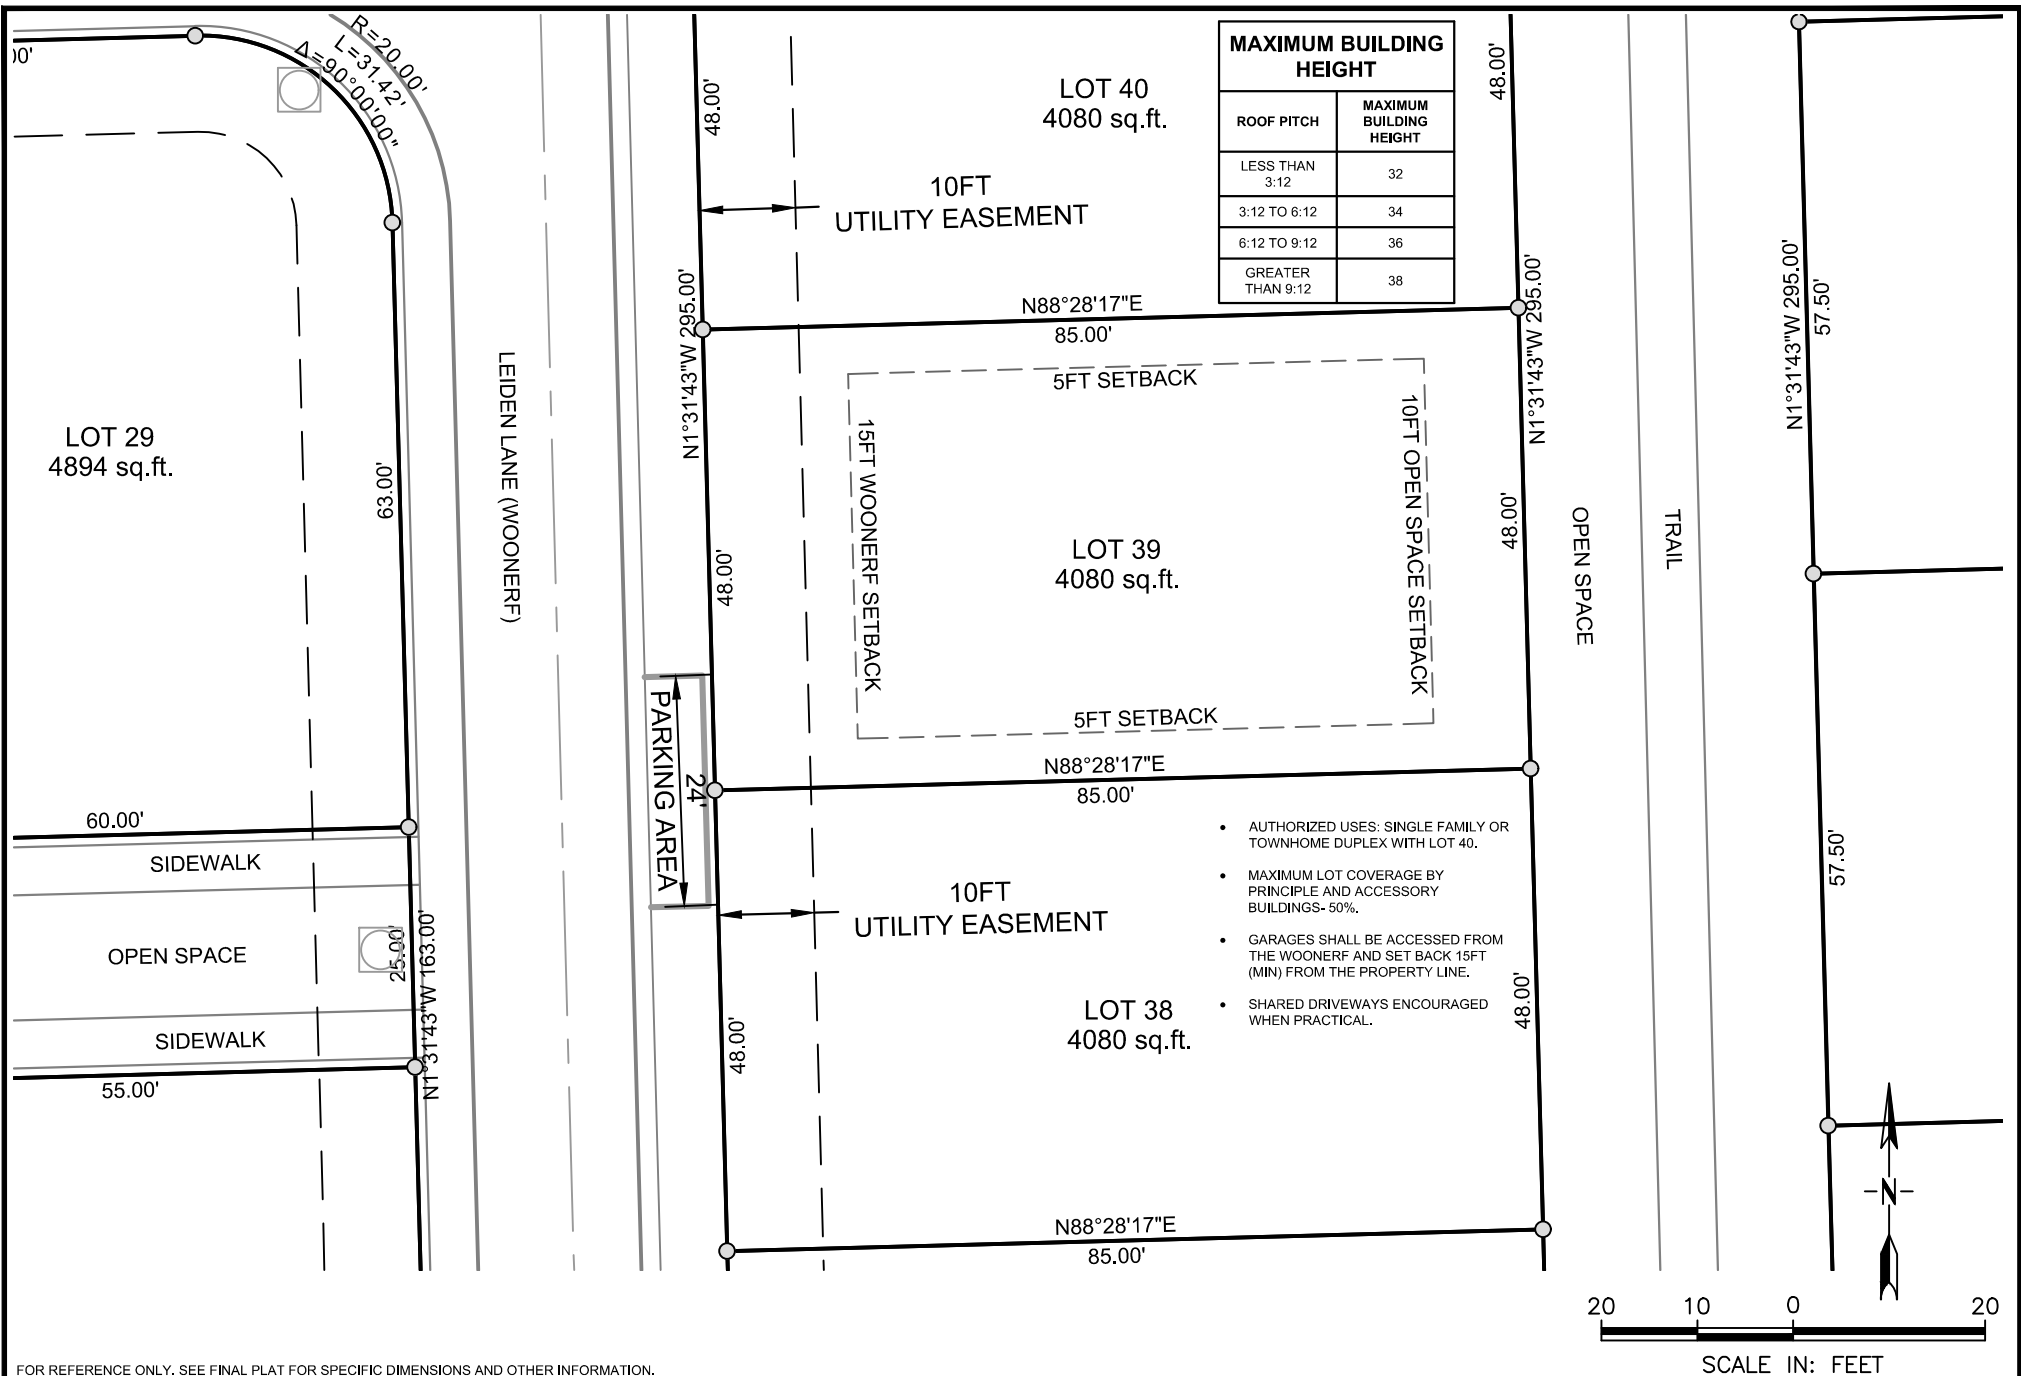 00'
R=20.00'
L=31.42'
Δ=90°00'00"
LOT 29
4894 sq.ft.
63.00'
60.00'
SIDEWALK
OPEN SPACE
25.00'
N1°31'43"W 163.00'
SIDEWALK
55.00'
LEIDEN LANE (WOONERF)
PARKING AREA
24'
48.00'
N1°31'43"W 295.00'
48.00'
48.00'
LOT 40
4080 sq.ft.
10FT
UTILITY EASEMENT
MAXIMUM BUILDING
HEIGHT
ROOF PITCH
MAXIMUM
BUILDING
HEIGHT
LESS THAN
3:12
32
3:12 TO 6:12
34
6:12 TO 9:12
36
GREATER
THAN 9:12
38
N88°28'17"E
85.00'
5FT SETBACK
15FT WOONERF SETBACK
10FT OPEN SPACE SETBACK
LOT 39
4080 sq.ft.
5FT SETBACK
N88°28'17"E
85.00'
10FT
UTILITY EASEMENT
LOT 38
4080 sq.ft.
• AUTHORIZED USES: SINGLE FAMILY OR
TOWNHOME DUPLEX WITH LOT 40.
• MAXIMUM LOT COVERAGE BY
PRINCIPLE AND ACCESSORY
BUILDINGS- 50%.
• GARAGES SHALL BE ACCESSED FROM
THE WOONERF AND SET BACK 15FT
(MIN) FROM THE PROPERTY LINE.
• SHARED DRIVEWAYS ENCOURAGED
WHEN PRACTICAL.
N88°28'17"E
85.00'
48.00'
N1°31'43"W 295.00'
48.00'
48.00'
OPEN SPACE
TRAIL
N1°31'43"W 295.00'
57.50'
57.50'
N
20 10 0 20
SCALE IN: FEET
FOR REFERENCE ONLY. SEE FINAL PLAT FOR SPECIFIC DIMENSIONS AND OTHER INFORMATION.